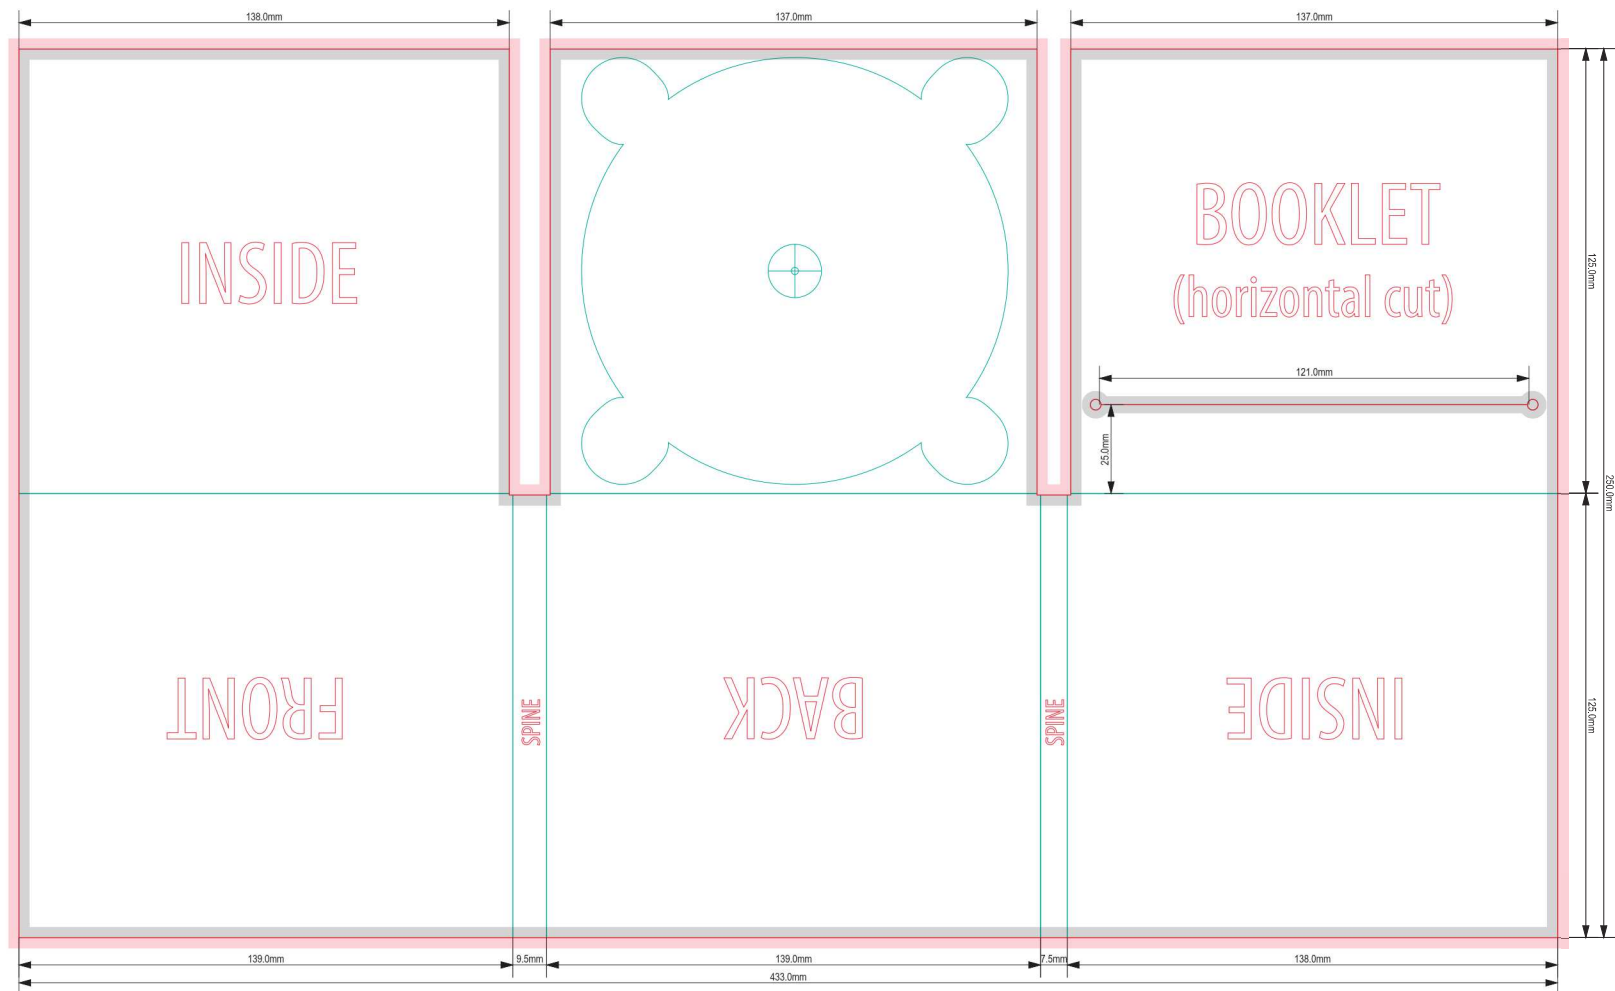 138.0mm
137.0mm
137.0mm
INSIDE
BOOKLET
(horizontal cut)
125.0mm
121.0mm
25.0mm
250.0mm
FRONT
SPINE
BACK
SPINE
INSIDE
125.0mm
139.0mm
9.5mm
139.0mm
7.5mm
138.0mm
433.0mm